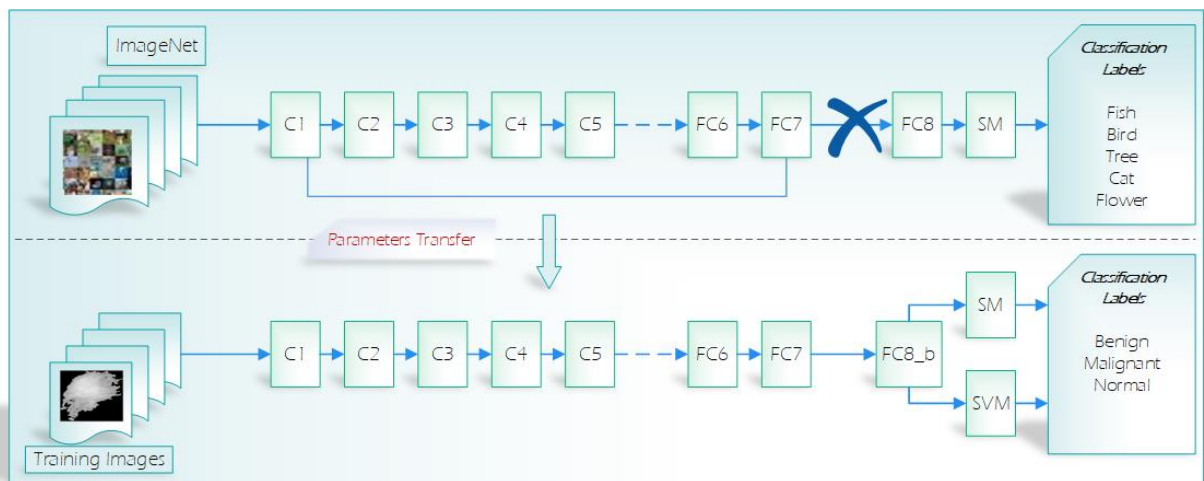 ImageNet
C1
C2
C3
C4
C5
FC6
FC7
FC8
SM
Classification
Labels
Fish
Bird
Tree
Cat
Flower
Parameters Transfer
Training Images
C1
C2
C3
C4
C5
FC6
FC7
FC8_b
SM
SVM
Classification
Labels
Benign
Malignant
Normal